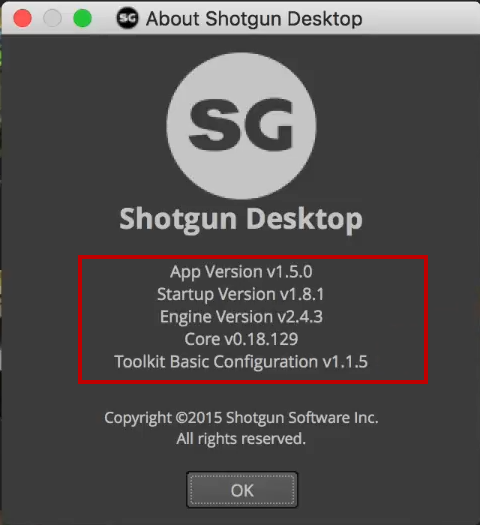 SG About Shotgun Desktop
SG
Shotgun Desktop
App Version v1.5.0
Startup Version v1.8.1
Engine Version v2.4.3
Core v0.18.129
Toolkit Basic Configuration v1.1.5
Copyright ©2015 Shotgun Software Inc.
All rights reserved.
OK